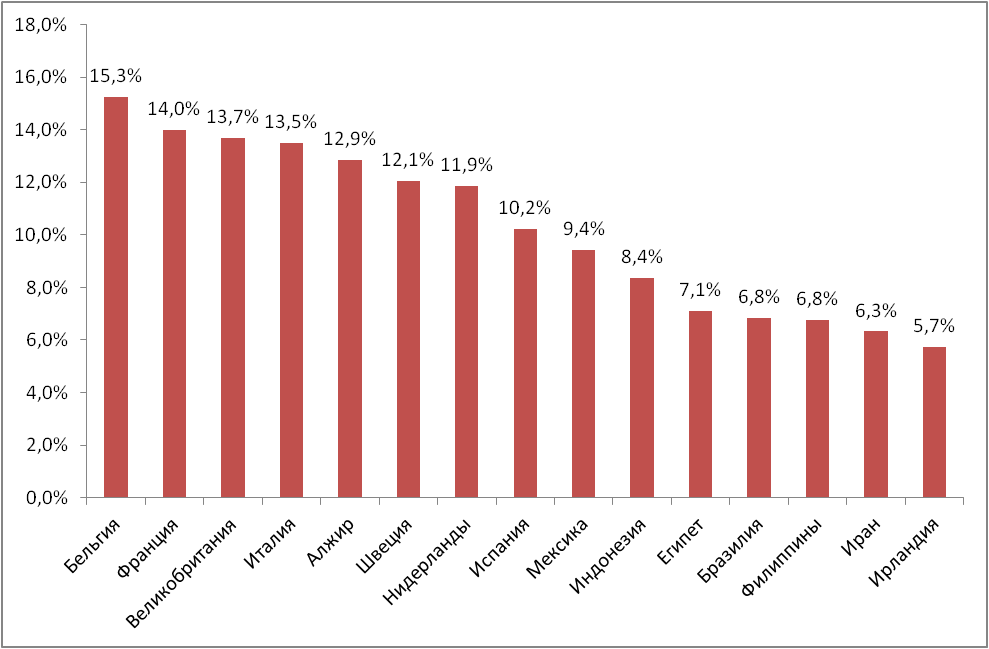 18,0%
16,0%
14,0%
12,0%
10,0%
8,0%
6,0%
4,0%
2,0%
0,0%
15,3%
14,0%
13,7%
13,5%
12,9%
12,1%
11,9%
10,2%
9,4%
8,4%
7,1%
6,8%
6,8%
6,3%
5,7%
Бельгия
Франция
Великобритания
Италия
Алжир
Швеция
Нидерланды
Испания
Мексика
Индонезия
Египет
Бразилия
Филиппины
Иран
Ирландия